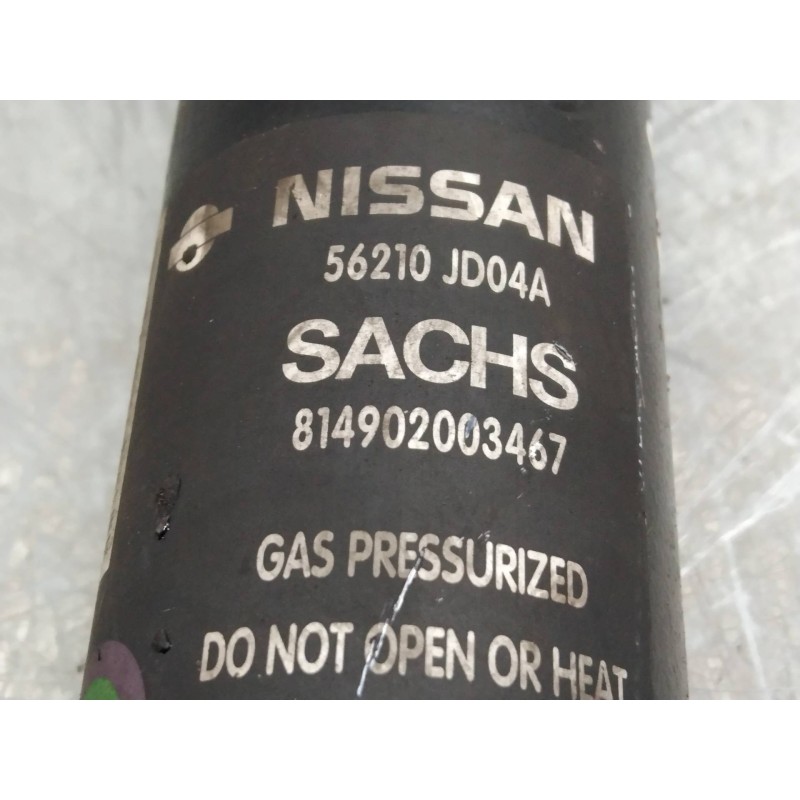 NISSAN
56210 JD04A
SACHS
814902003467
GAS PRESSURIZED
DO NOT OPEN OR HEAT